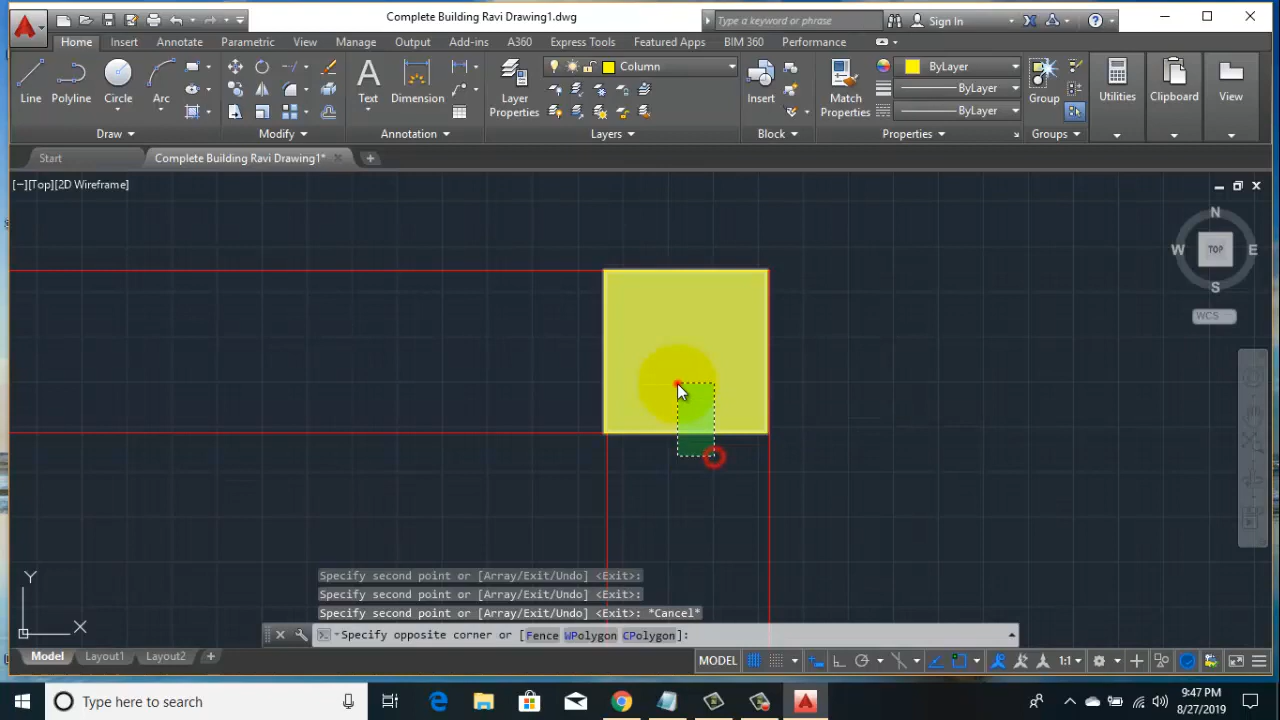 Complete Building Ravi Drawing1.dwg
Type a keyword or phrase
Sign In
Home Insert Annotate Parametric View Manage Output Add-ins A360 Express Tools Featured Apps BIM 360 Performance
Column
ByLayer
ByLayer
ByLayer
Line Polyline Circle Arc Text Dimension Layer Properties Insert Match Properties Group Utilities Clipboard View
Draw Modify Annotation Layers Block Properties Groups
Start Complete Building Ravi Drawing1*
[−][Top][2D Wireframe]
N
W TOP E
S
WCS
Y
X
Specify second point or [Array/Exit/Undo] <Exit>:
Specify second point or [Array/Exit/Undo] <Exit>:
Specify second point or [Array/Exit/Undo] <Exit>: *Cancel*
Specify opposite corner or [Fence WPolygon CPolygon]:
Model Layout1 Layout2
MODEL 1:1
Type here to search
9:47 PM
8/27/2019